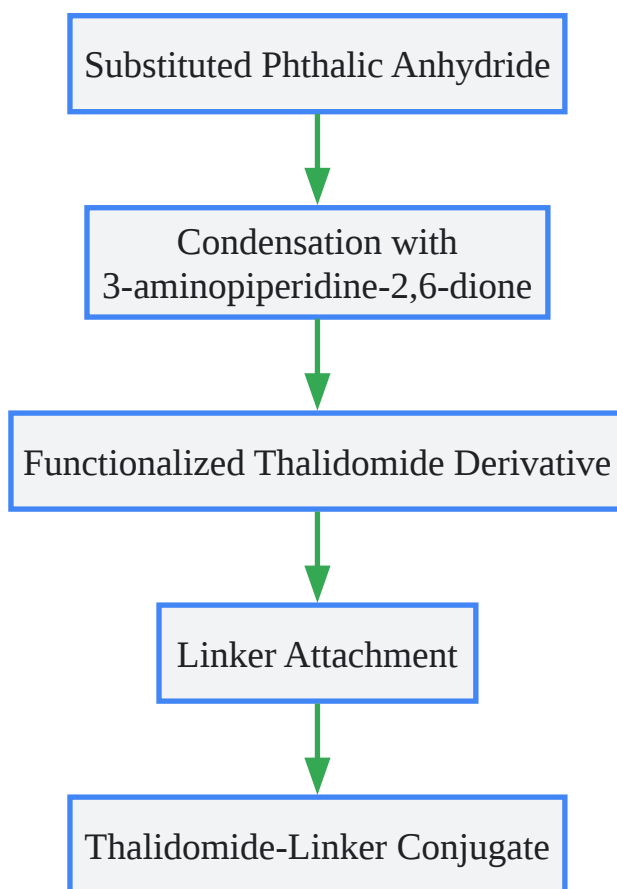 Substituted Phthalic Anhydride
Condensation with
3-aminopiperidine-2,6-dione
Functionalized Thalidomide Derivative
Linker Attachment
Thalidomide-Linker Conjugate